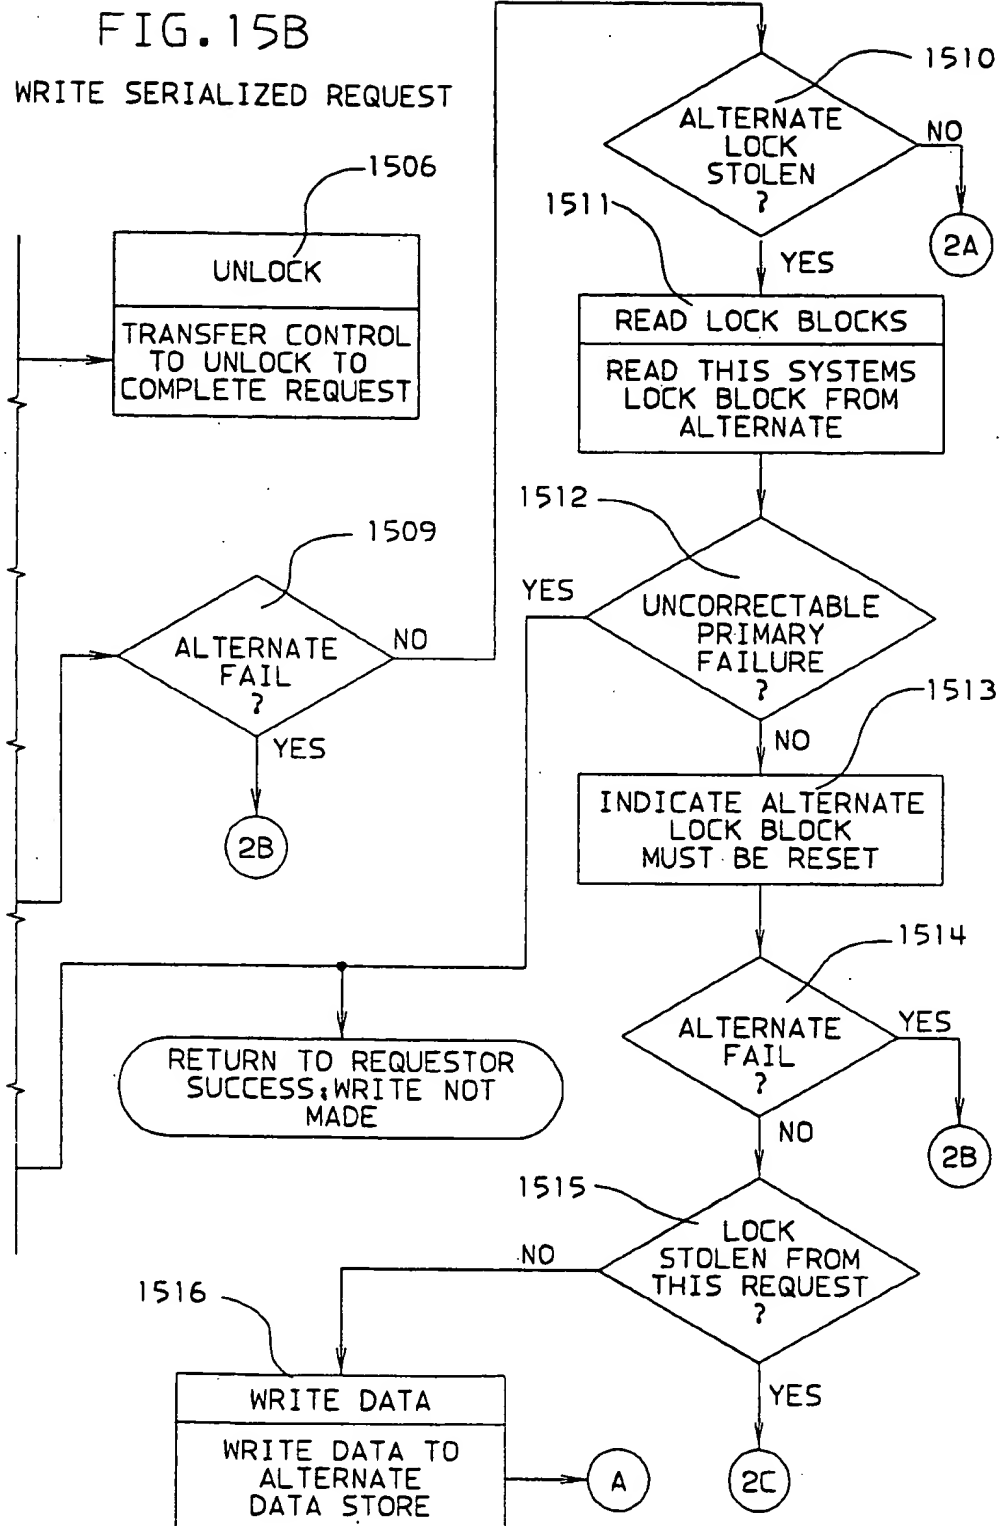 FIG.15B
WRITE SERIALIZED REQUEST
1506
UNLOCK
TRANSFER CONTROL
TO UNLOCK TO
COMPLETE REQUEST
1509
ALTERNATE
FAIL
?
NO
YES
2B
1510
ALTERNATE
LOCK
STOLEN
?
NO
2A
YES
1511
READ LOCK BLOCKS
READ THIS SYSTEMS
LOCK BLOCK FROM
ALTERNATE
1512
YES
UNCORRECTABLE
PRIMARY
FAILURE
?
NO
1513
INDICATE ALTERNATE
LOCK BLOCK
MUST BE RESET
RETURN TO REQUESTOR
SUCCESS;WRITE NOT
MADE
1514
ALTERNATE
FAIL
?
YES
2B
NO
1515
LOCK
STOLEN FROM
THIS REQUEST
?
NO
YES
2C
1516
WRITE DATA
WRITE DATA TO
ALTERNATE
DATA STORE
A